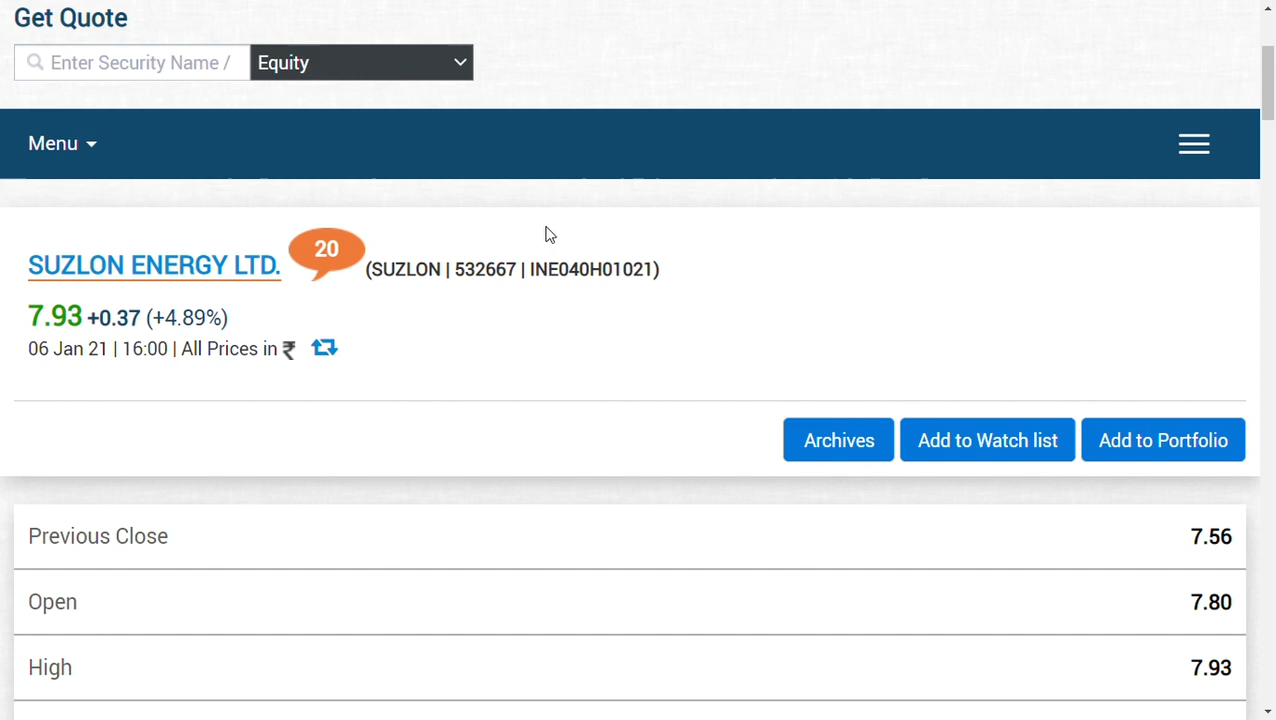 Get Quote
Enter Security Name /
Equity
Menu
SUZLON ENERGY LTD.
20
(SUZLON | 532667 | INE040H01021)
7.93 +0.37 (+4.89%)
06 Jan 21 | 16:00 | All Prices in ₹
Archives
Add to Watch list
Add to Portfolio
Previous Close 7.56
Open 7.80
High 7.93